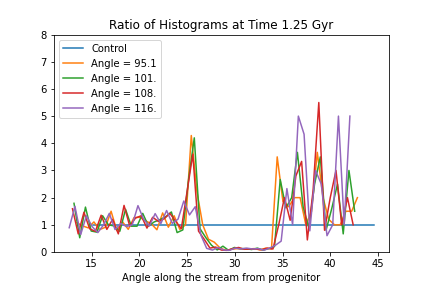 Ratio of Histograms at Time 1.25 Gyr
8
7
6
5
4
3
2
1
0
Control
Angle = 95.1
Angle = 101.
Angle = 108.
Angle = 116.
15 20 25 30 35 40 45
Angle along stream from progenitor